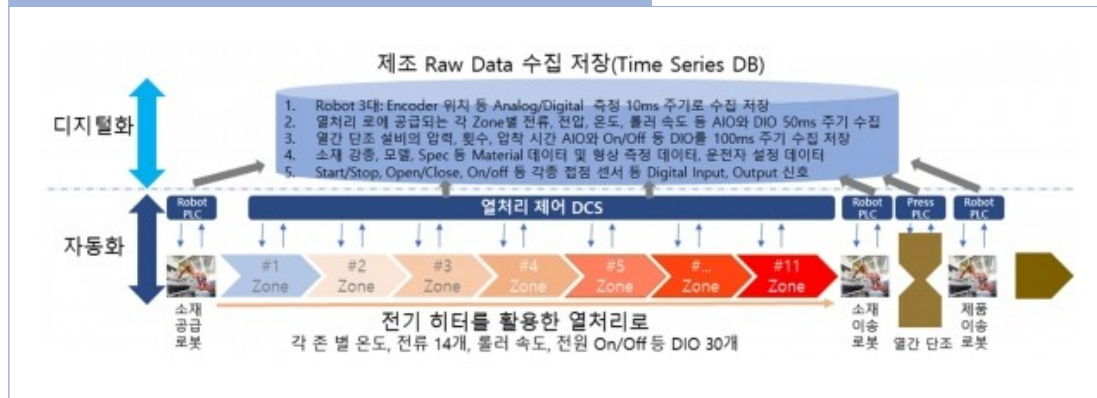 제조 Raw Data 수집 저장(Time Series DB)
디지털화
1. Robot 3대: Encoder 위치 등 Analog/Digital 측정 10ms 주기로 수집 저장
2. 열처리 로에 공급되는 각 Zone별 전류, 전압, 온도, 롤러 속도 등 AIO와 DIO 50ms 주기 수집
3. 열간 단조 설비의 압력, 횟수, 압착 시간 AIO와 On/Off 등 DIO를 100ms 주기 수집 저장
4. 소재 강종, 모델, Spec 등 Material 데이터 및 형상 측정 데이터, 운전자 설정 데이터
5. Start/Stop, Open/Close, On/off 등 각종 접점 센서 등 Digital Input, Output 신호
자동화
Robot
PLC
열처리 제어 DCS
Robot
PLC
Press
PLC
Robot
PLC
#1
Zone
#2
Zone
#3
Zone
#4
Zone
#5
Zone
#...
Zone
#11
Zone
소재
공급
로봇
전기 히터를 활용한 열처리로
각 존 별 온도, 전류 14개, 롤러 속도, 전원 On/Off 등 DIO 30개
소재
이송
로봇
열간 단조
제품
이송
로봇